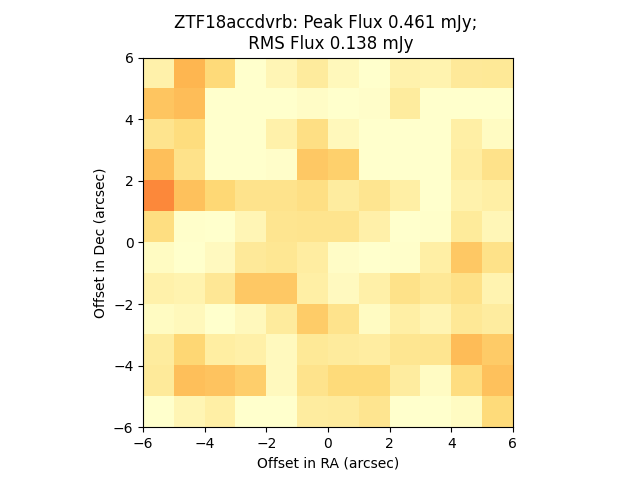 ZTF18accdvrb: Peak Flux 0.461 mJy;
RMS Flux 0.138 mJy
6
4
2
0
−2
−4
−6
Offset in Dec (arcsec)
−6 −4 −2 0 2 4 6
Offset in RA (arcsec)